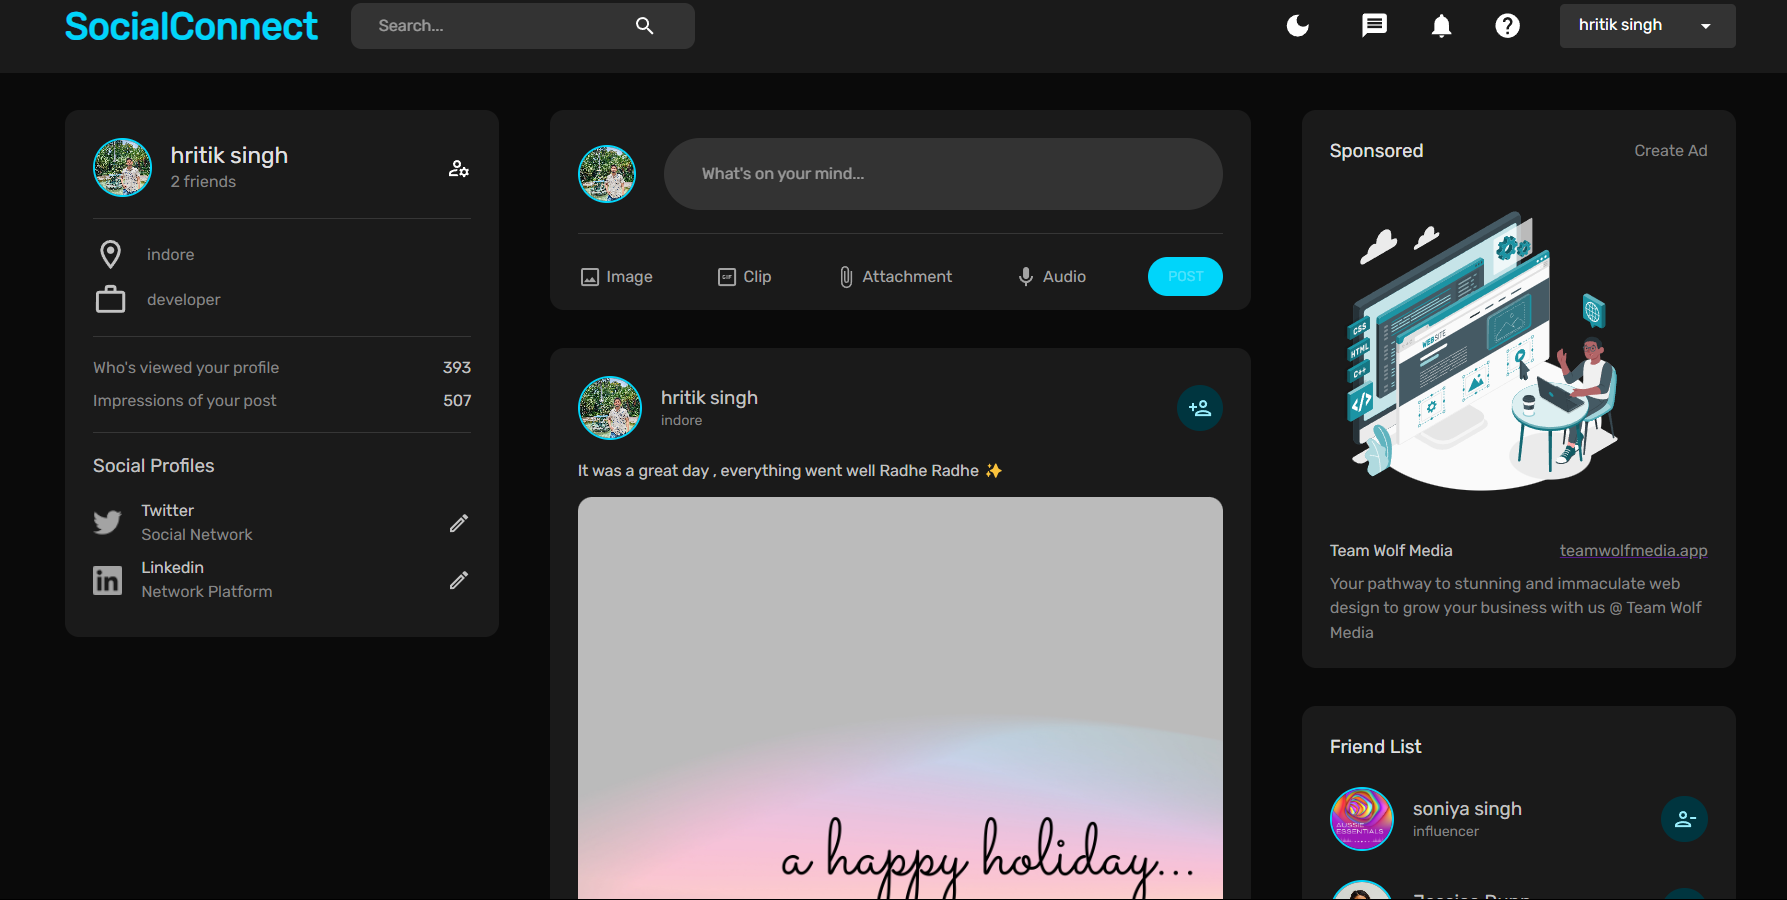 SocialConnect
Search...
hritik singh
hritik singh
2 friends
indore
developer
Who's viewed your profile 393
Impressions of your post 507
Social Profiles
Twitter
Social Network
Linkedin
Network Platform
What's on your mind...
Image
GIF
Clip
Attachment
Audio
POST
hritik singh
indore
It was a great day , everything went well Radhe Radhe ✨
a happy holiday...
Sponsored
Create Ad
CSS
HTML
C++
</>
WEBSITE
Team Wolf Media
teamwolfmedia.app
Your pathway to stunning and immaculate web
design to grow your business with us @ Team Wolf
Media
Friend List
AUSSIE
ESSENTIALS
soniya singh
influencer